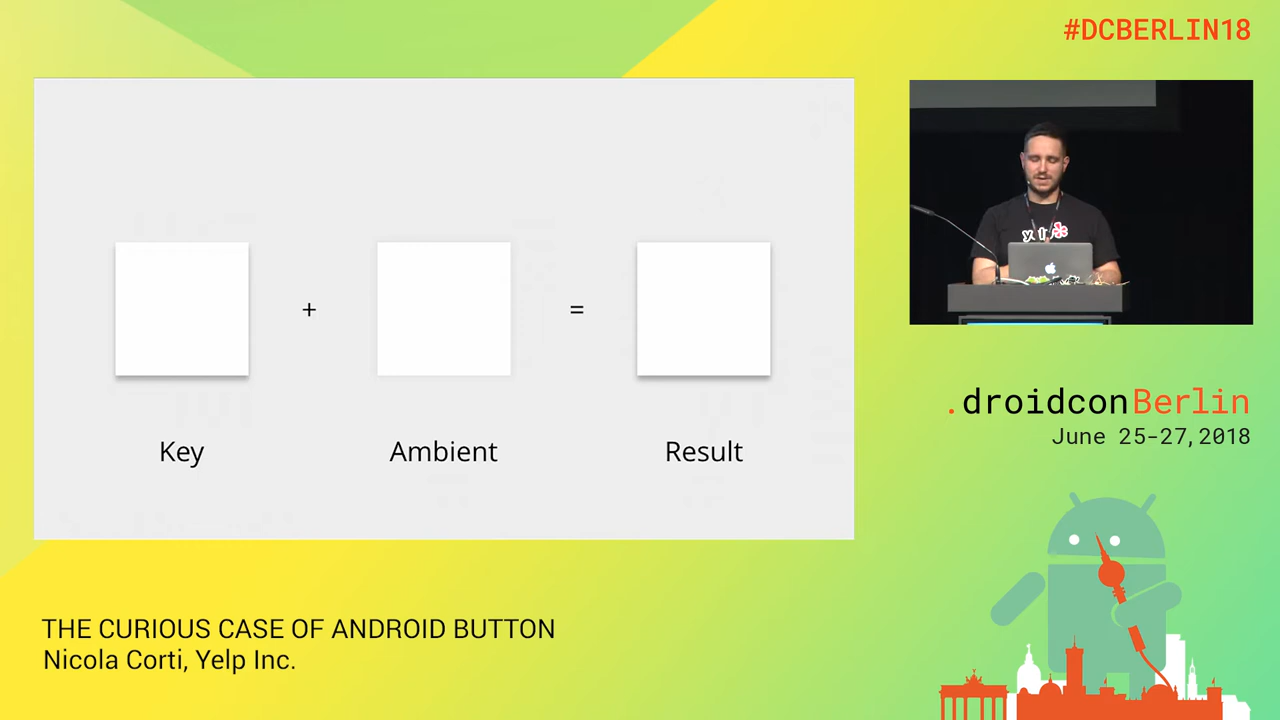 #DCBERLIN18
+
=
Key Ambient Result
yelp
.droidconBerlin
June 25-27, 2018
THE CURIOUS CASE OF ANDROID BUTTON
Nicola Corti, Yelp Inc.